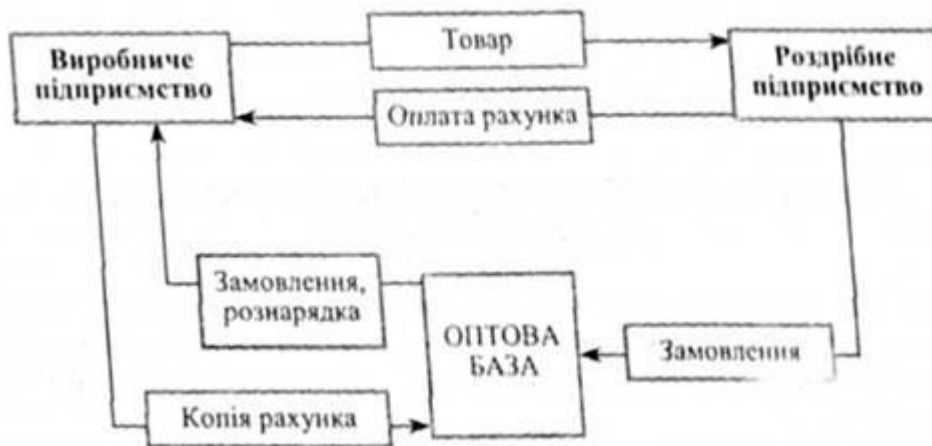 Виробниче
підприємство
Товар
Роздрібне
підприємство
Оплата рахунка
Замовлення,
рознарядка
ОПТОВА
БАЗА
Замовлення
Копія рахунка